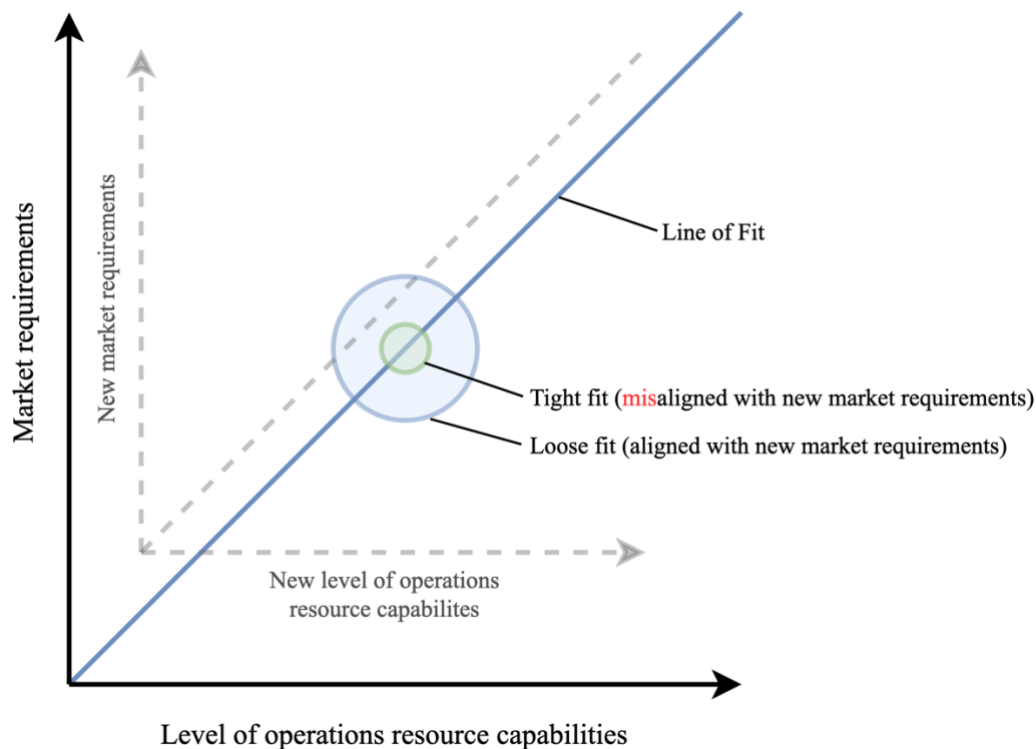 Market requirements
New market requirements
Line of Fit
Tight fit (misaligned with new market requirements)
Loose fit (aligned with new market requirements)
New level of operations
resource capabilites
Level of operations resource capabilities